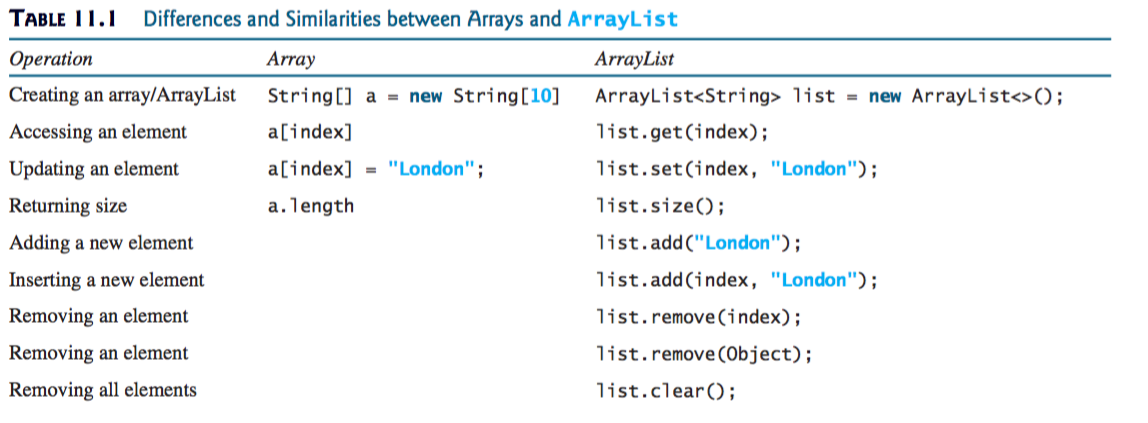 TABLE 11.1 Differences and Similarities between Arrays and ArrayList
Operation Array ArrayList
Creating an array/ArrayList String[] a = new String[10] ArrayList<String> list = new ArrayList<>();
Accessing an element a[index] list.get(index);
Updating an element a[index] = "London"; list.set(index, "London");
Returning size a.length list.size();
Adding a new element list.add("London");
Inserting a new element list.add(index, "London");
Removing an element list.remove(index);
Removing an element list.remove(Object);
Removing all elements list.clear();